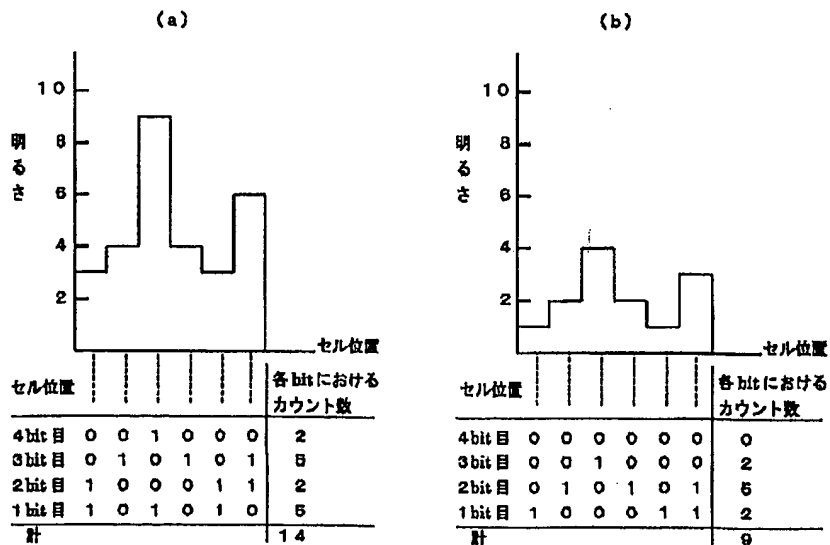 (a)
10
8
6
4
2
明るさ
セル位置
セル位置
各bitにおける
カウント数
4bit目 0 0 1 0 0 0 2
3bit目 0 1 0 1 0 1 5
2bit目 1 0 0 0 1 1 2
1bit目 1 0 1 0 1 0 5
計 14
(b)
10
8
6
4
2
明るさ
セル位置
セル位置
各bitにおける
カウント数
4bit目 0 0 0 0 0 0 0
3bit目 0 0 1 0 0 0 2
2bit目 0 1 0 1 0 1 5
1bit目 1 0 0 0 1 1 2
計 9